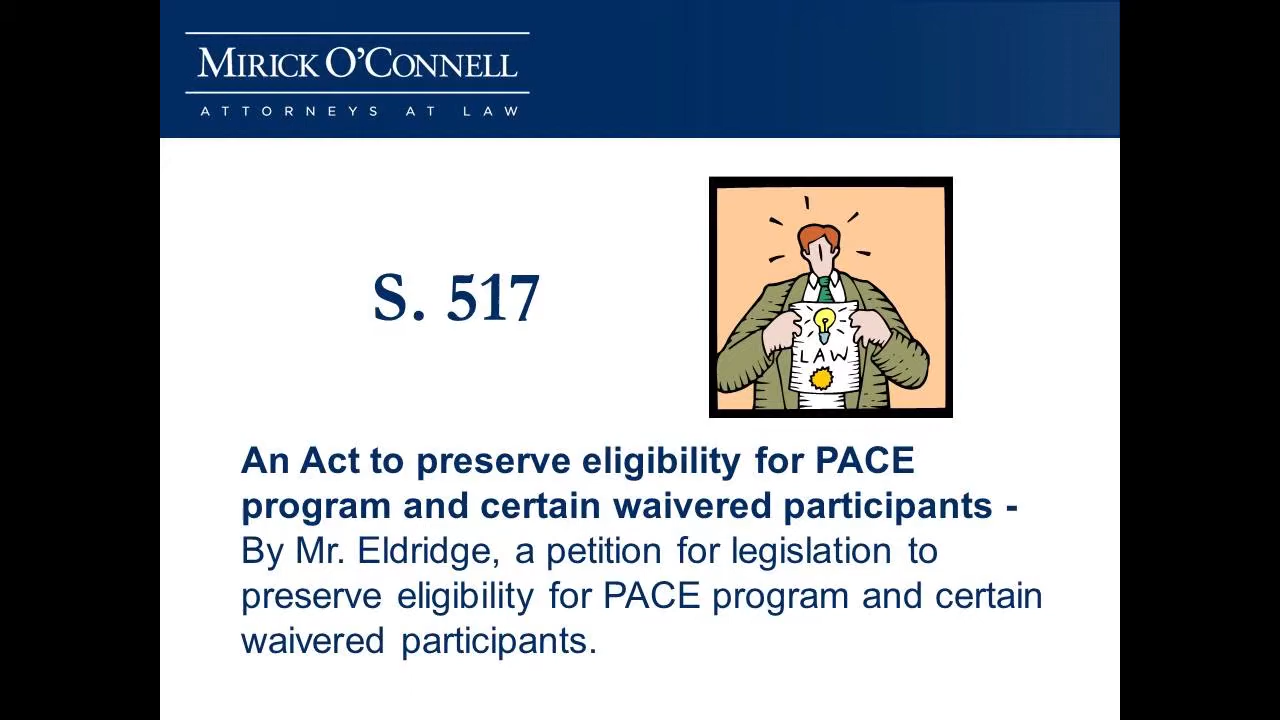 MIRICK O'CONNELL
ATTORNEYS AT LAW
S. 517
LAW
An Act to preserve eligibility for PACE
program and certain waivered participants -
By Mr. Eldridge, a petition for legislation to
preserve eligibility for PACE program and certain
waivered participants.